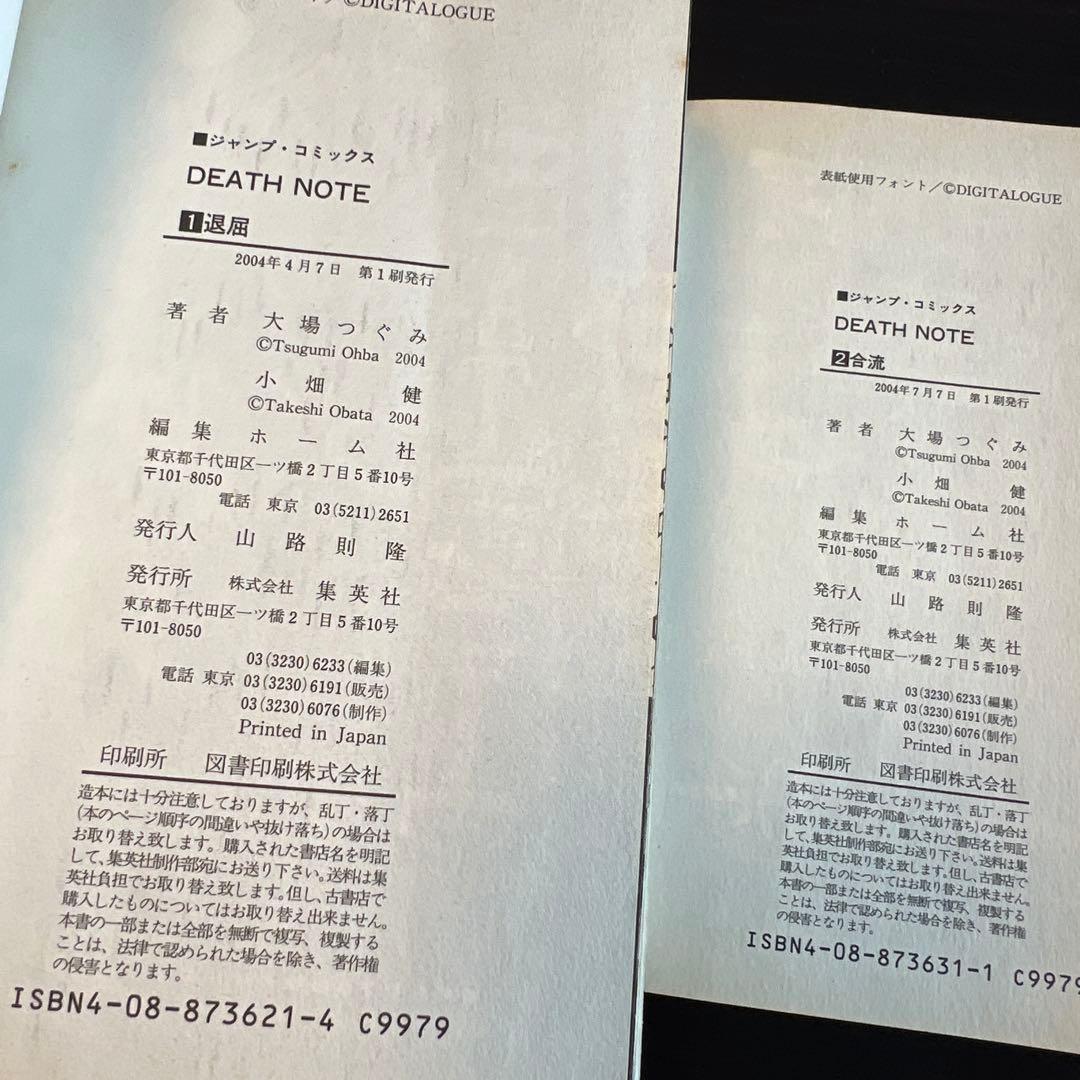 ©DIGITALOGUE
■ジャンプ・コミックス
DEATH NOTE
1退屈
2004年4月7日 第1刷発行
著者 大場つぐみ
©Tsugumi Ohba 2004
小畑健
©Takeshi Obata 2004
編集 ホーム社
東京都千代田区一ツ橋2丁目5番10号
〒101-8050
電話 東京 03(5211)2651
発行人 山路則隆
発行所 株式会社 集英社
東京都千代田区一ツ橋2丁目5番10号
〒101-8050
03(3230)6233(編集)
電話 東京 03(3230)6191(販売)
03(3230)6076(制作)
Printed in Japan
印刷所 図書印刷株式会社
造本には十分注意しておりますが、乱丁・落丁
(本のページ順序の間違いや抜け落ち)の場合は
お取り替え致します。購入された書店名を明記
して、集英社制作部宛にお送り下さい。送料は集
英社負担でお取り替え致します。但し、古書店で
購入したものについてはお取り替え出来ません。
本書の一部または全部を無断で複写、複製する
ことは、法律で認められた場合を除き、著作権
の侵害となります。
ISBN4-08-873621-4 C9979
表紙使用フォント/©DIGITALOGUE
■ジャンプ・コミックス
DEATH NOTE
2合流
2004年7月7日 第1刷発行
著者 大場つぐみ
©Tsugumi Ohba 2004
小畑健
©Takeshi Obata 2004
編集 ホーム社
東京都千代田区一ツ橋2丁目5番10号
〒101-8050
電話 東京 03(5211)2651
発行人 山路則隆
発行所 株式会社 集英社
東京都千代田区一ツ橋2丁目5番10号
〒101-8050
03(3230)6233(編集)
電話 東京 03(3230)6191(販売)
03(3230)6076(制作)
Printed in Japan
印刷所 図書印刷株式会社
造本には十分注意しておりますが、乱丁・落丁
(本のページ順序の間違いや抜け落ち)の場合は
お取り替え致します。購入された書店名を明記
して、集英社制作部宛にお送り下さい。送料は集
英社負担でお取り替え致します。但し、古書店で
購入したものについてはお取り替え出来ません。
本書の一部または全部を無断で複写、複製する
ことは、法律で認められた場合を除き、著作権
の侵害となります。
ISBN4-08-873631-1 C9979